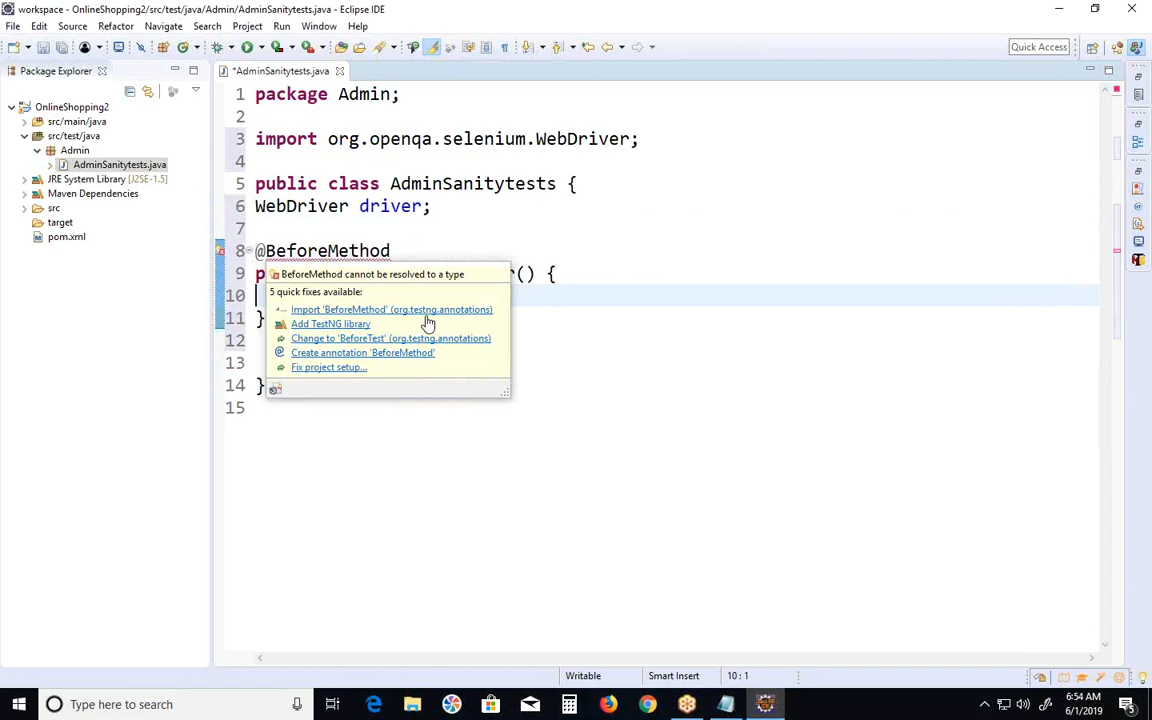 workspace - OnlineShopping2/src/test/java/Admin/AdminSanitytests.java - Eclipse IDE
File Edit Source Refactor Navigate Search Project Run Window Help
Quick Access
Package Explorer
*AdminSanitytests.java
OnlineShopping2
src/main/java
src/test/java
Admin
AdminSanitytests.java
JRE System Library [J2SE-1.5]
Maven Dependencies
src
target
pom.xml
1 package Admin;
2
3 import org.openqa.selenium.WebDriver;
4
5 public class AdminSanitytests {
6 WebDriver driver;
7
8 @BeforeMethod
9 p r() {
10
11 }
12
13
14 }
15
BeforeMethod cannot be resolved to a type
5 quick fixes available:
Import 'BeforeMethod' (org.testng.annotations)
Add TestNG library
Change to 'BeforeTest' (org.testng.annotations)
Create annotation 'BeforeMethod'
Fix project setup...
Writable Smart Insert 10 : 1
Type here to search
6:54 AM
6/1/2019
5